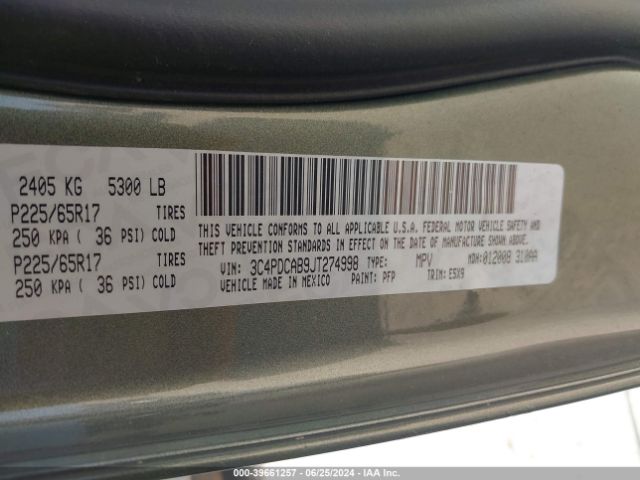 2405 KG 5300 LB
P225/65R17 TIRES
250 KPA ( 36 PSI) COLD
P225/65R17 TIRES
250 KPA ( 36 PSI) COLD
THIS VEHICLE CONFORMS TO ALL APPLICABLE U.S.A. FEDERAL MOTOR VEHICLE SAFETY AND
THEFT PREVENTION STANDARDS IN EFFECT ON THE DATE OF MANUFACTURE SHOWN ABOVE.
VIN: 3C4PDCAB9JT274998 TYPE: MPV MDH: 012008 310AA
VEHICLE MADE IN MEXICO PAINT: PFP TRIM: E5X9
000-39661257 - 06/25/2024 - IAA Inc.